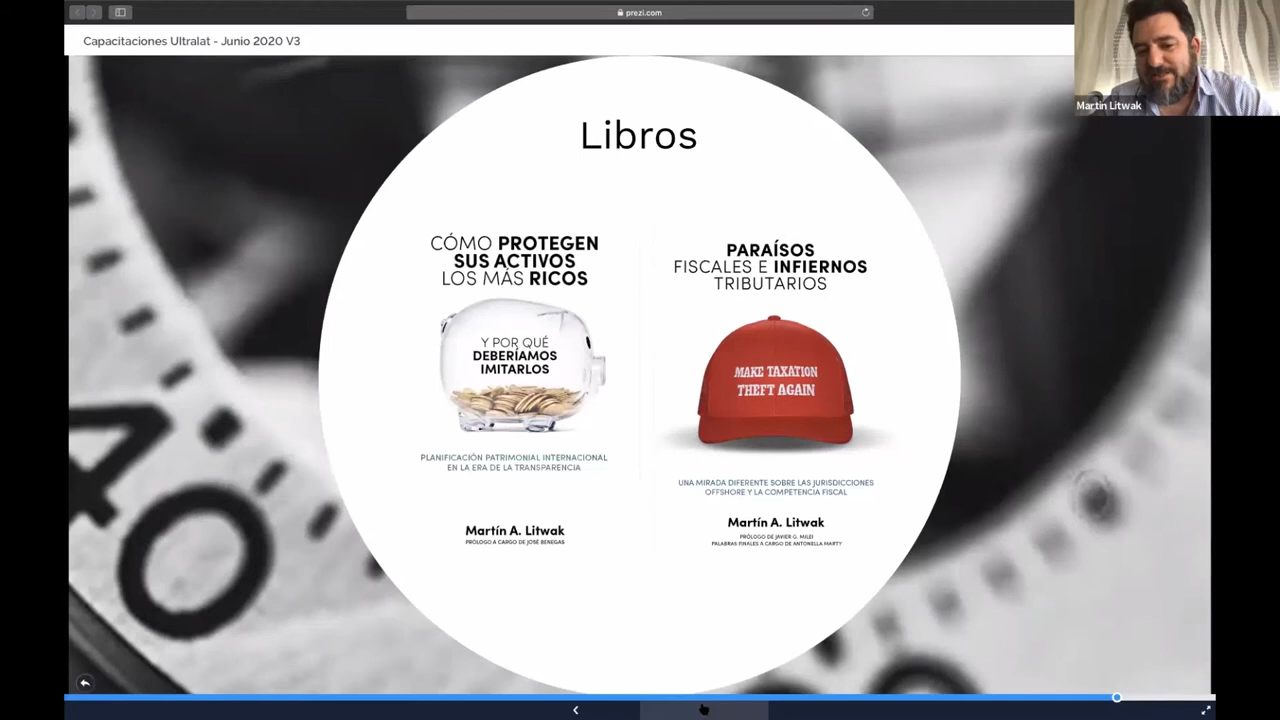 prezi.com
Capacitaciones Ultralat - Junio 2020 V3
Martín Litwak
Libros
CÓMO PROTEGEN
SUS ACTIVOS
LOS MÁS RICOS
Y POR QUÉ
DEBERÍAMOS
IMITARLOS
PLANIFICACIÓN PATRIMONIAL INTERNACIONAL
EN LA ERA DE LA TRANSPARENCIA
Martín A. Litwak
PRÓLOGO A CARGO DE JOSÉ BENEGAS
PARAÍSOS
FISCALES E INFIERNOS
TRIBUTARIOS
MAKE TAXATION
THEFT AGAIN
UNA MIRADA DIFERENTE SOBRE LAS JURISDICCIONES
OFFSHORE Y LA COMPETENCIA FISCAL
Martín A. Litwak
PRÓLOGO DE JAVIER G. MILEI
PALABRAS FINALES A CARGO DE ANTONELLA MARTY
40